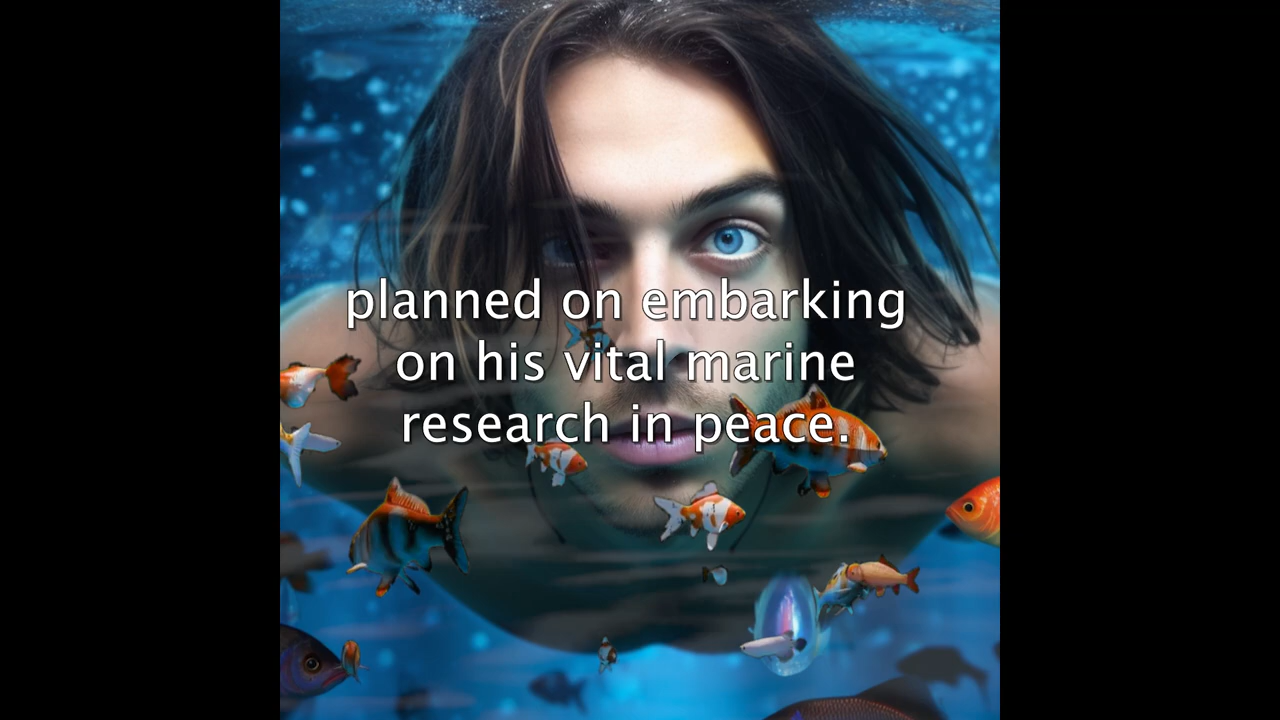 planned on embarking
on his vital marine
research in peace.